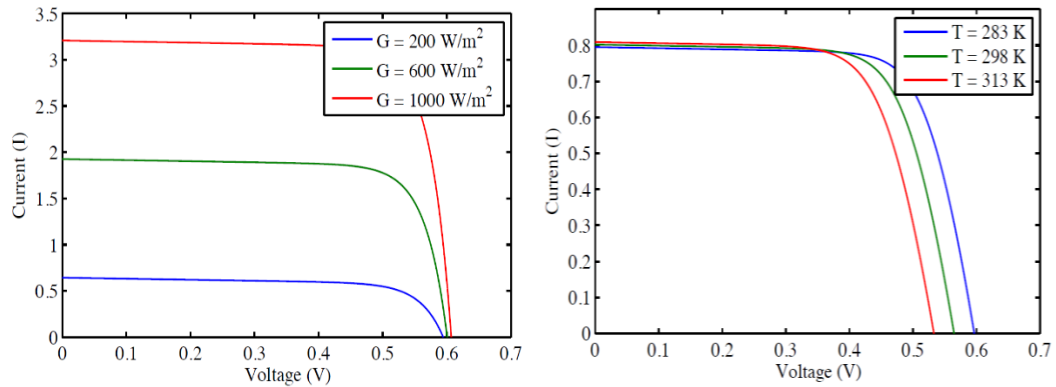 3.5
3
2.5
2
1.5
1
0.5
0
0 0.1 0.2 0.3 0.4 0.5 0.6 0.7
Current (I)
Voltage (V)
G = 200 W/m²
G = 600 W/m²
G = 1000 W/m²
0.8
0.7
0.6
0.5
0.4
0.3
0.2
0.1
0
0 0.1 0.2 0.3 0.4 0.5 0.6 0.7
Current (I)
Voltage (V)
T = 283 K
T = 298 K
T = 313 K